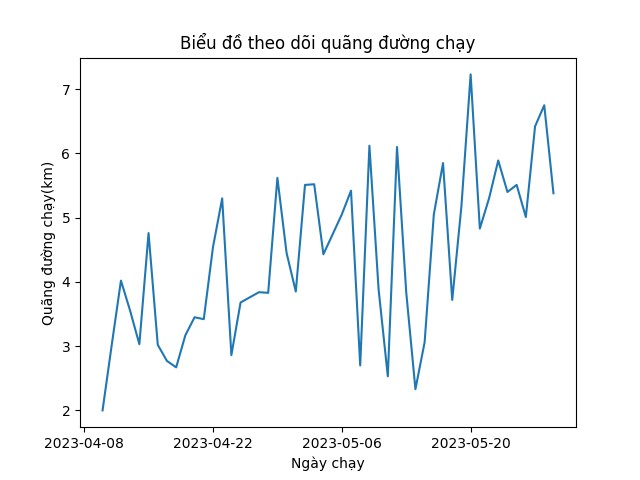 Biểu đồ theo dõi quãng đường chạy
7
6
5
4
3
2
Quãng đường chạy(km)
2023-04-08 2023-04-22 2023-05-06 2023-05-20
Ngày chạy